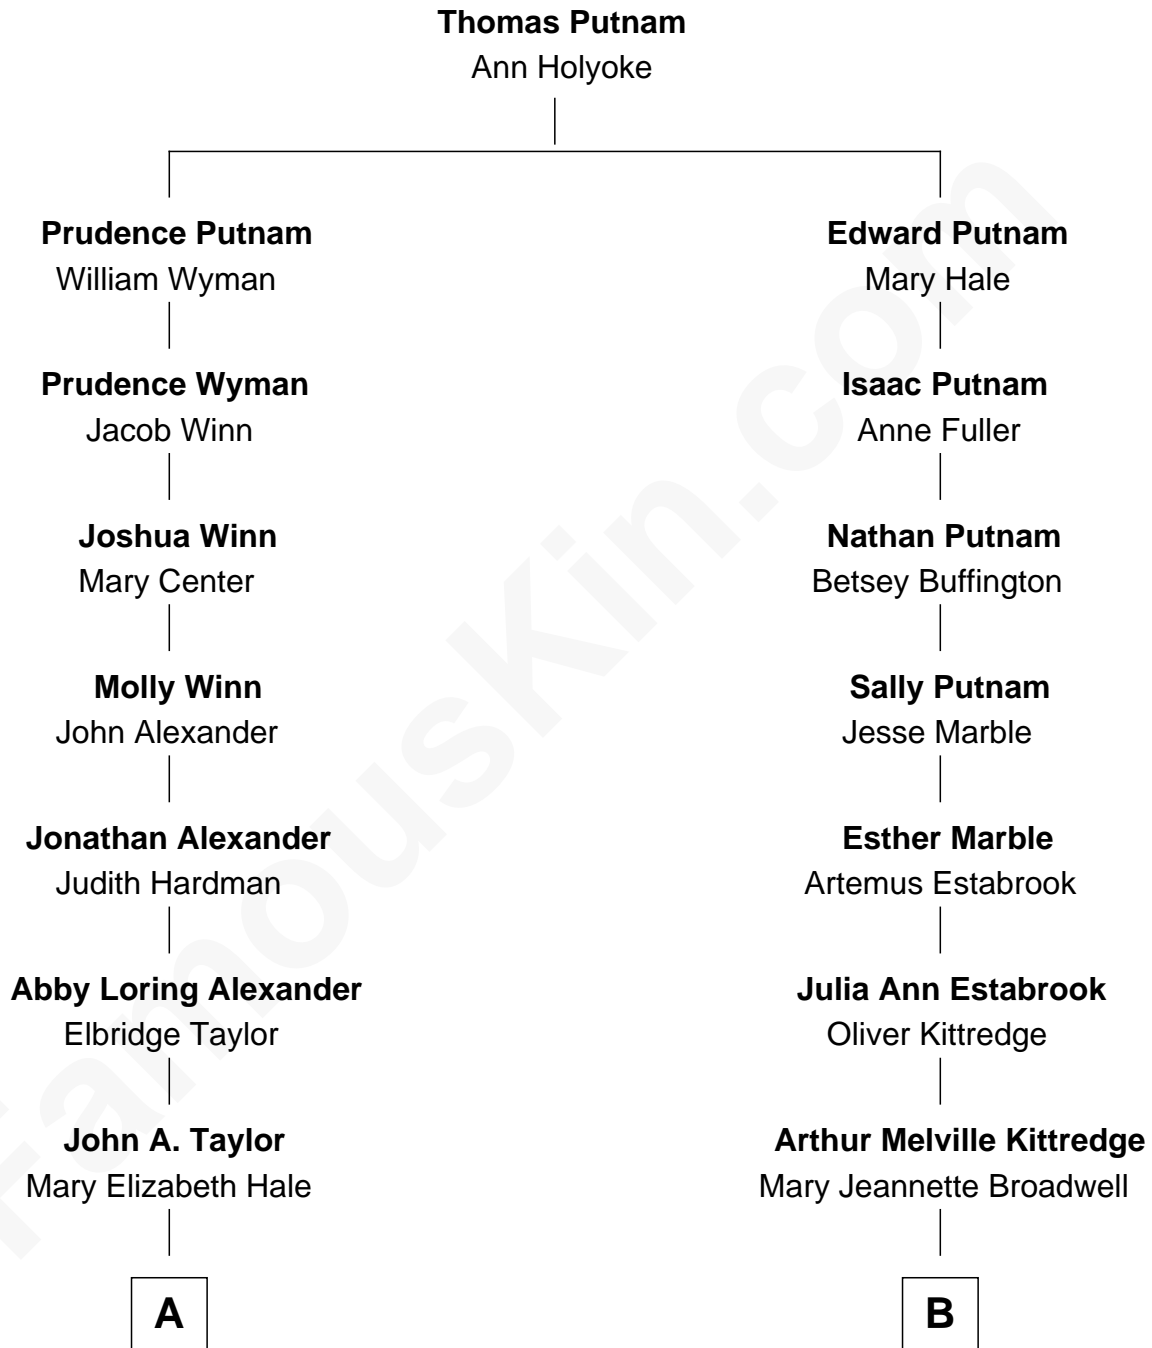 Thomas Putnam
Ann Holyoke
Prudence Putnam
William Wyman
Edward Putnam
Mary Hale
Prudence Wyman
Jacob Winn
Isaac Putnam
Anne Fuller
Joshua Winn
Mary Center
Nathan Putnam
Betsey Buffington
Molly Winn
John Alexander
Sally Putnam
Jesse Marble
Jonathan Alexander
Judith Hardman
Esther Marble
Artemus Estabrook
Abby Loring Alexander
Elbridge Taylor
Julia Ann Estabrook
Oliver Kittredge
John A. Taylor
Mary Elizabeth Hale
Arthur Melville Kittredge
Mary Jeannette Broadwell
A
B
FamousKin.com